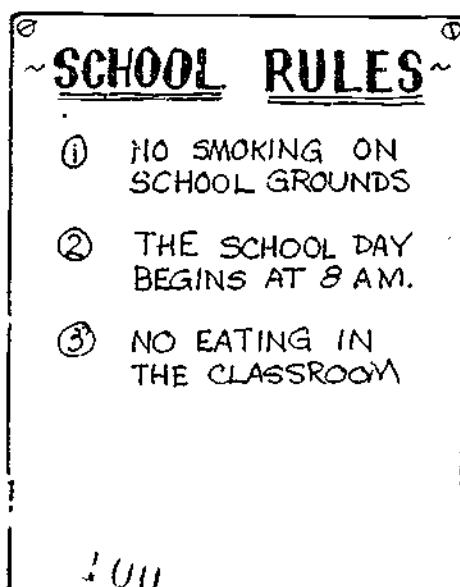 ~ SCHOOL RULES ~
① NO SMOKING ON
SCHOOL GROUNDS
② THE SCHOOL DAY
BEGINS AT 8 AM.
③ NO EATING IN
THE CLASSROOM